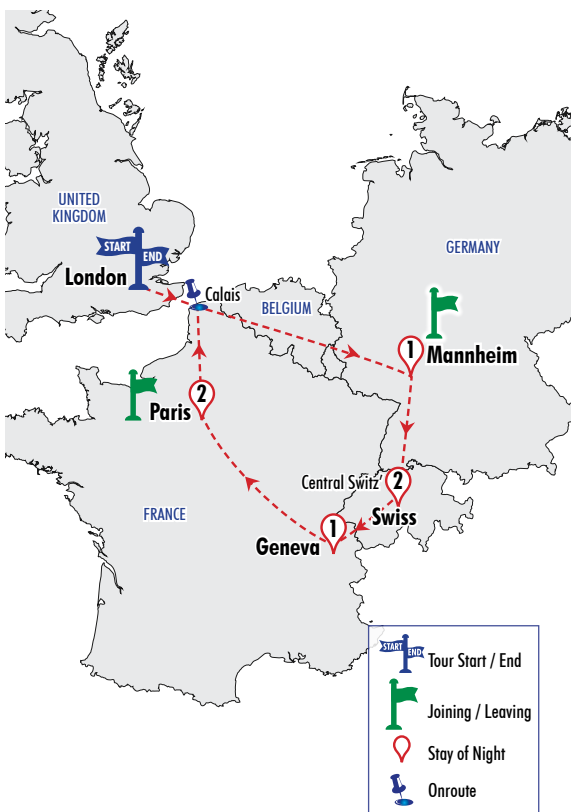 UNITED
KINGDOM
START
END
London
Calais
BELGIUM
GERMANY
1
Mannheim
2
Paris
Central Switz'
2
Swiss
FRANCE
1
Geneva
START
END
Tour Start / End
Joining / Leaving
Stay of Night
Onroute